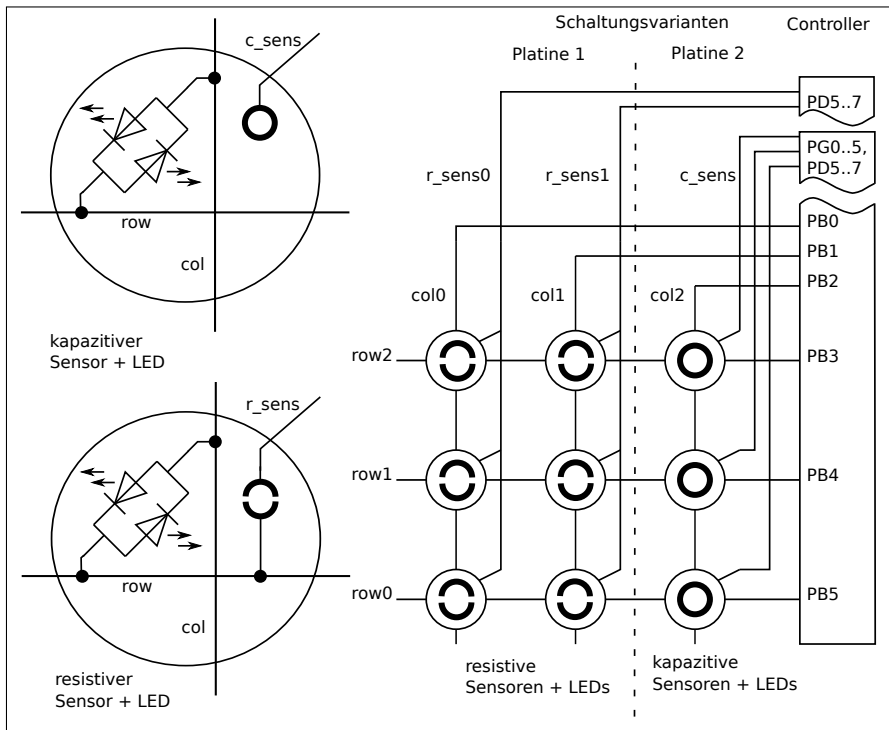 c_sens
row
col
kapazitiver
Sensor + LED
r_sens
row
col
resistiver
Sensor + LED
Schaltungsvarianten
Controller
Platine 1
Platine 2
PD5..7
PG0..5,
PD5..7
r_sens0
r_sens1
c_sens
PB0
PB1
PB2
col0
col1
col2
row2
PB3
row1
PB4
row0
PB5
resistive
Sensoren + LEDs
kapazitive
Sensoren + LEDs